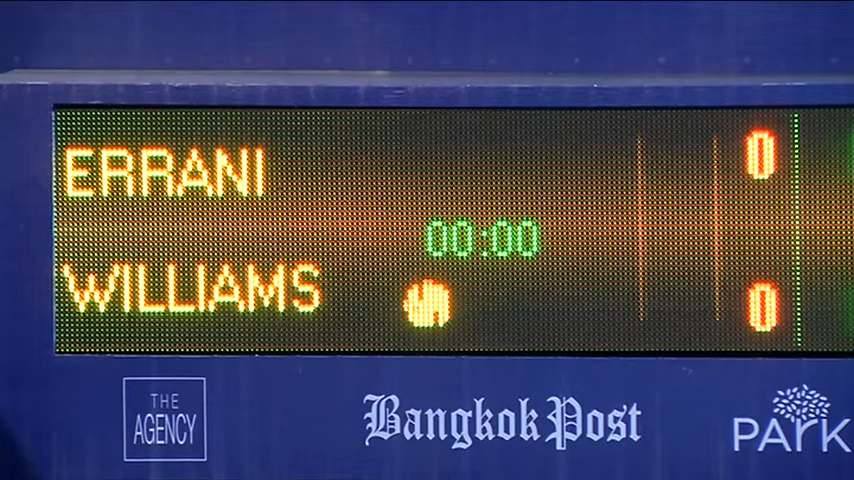 ERRANI 0
00:00
WILLIAMS 0
THE AGENCY
Bangkok Post
PARK